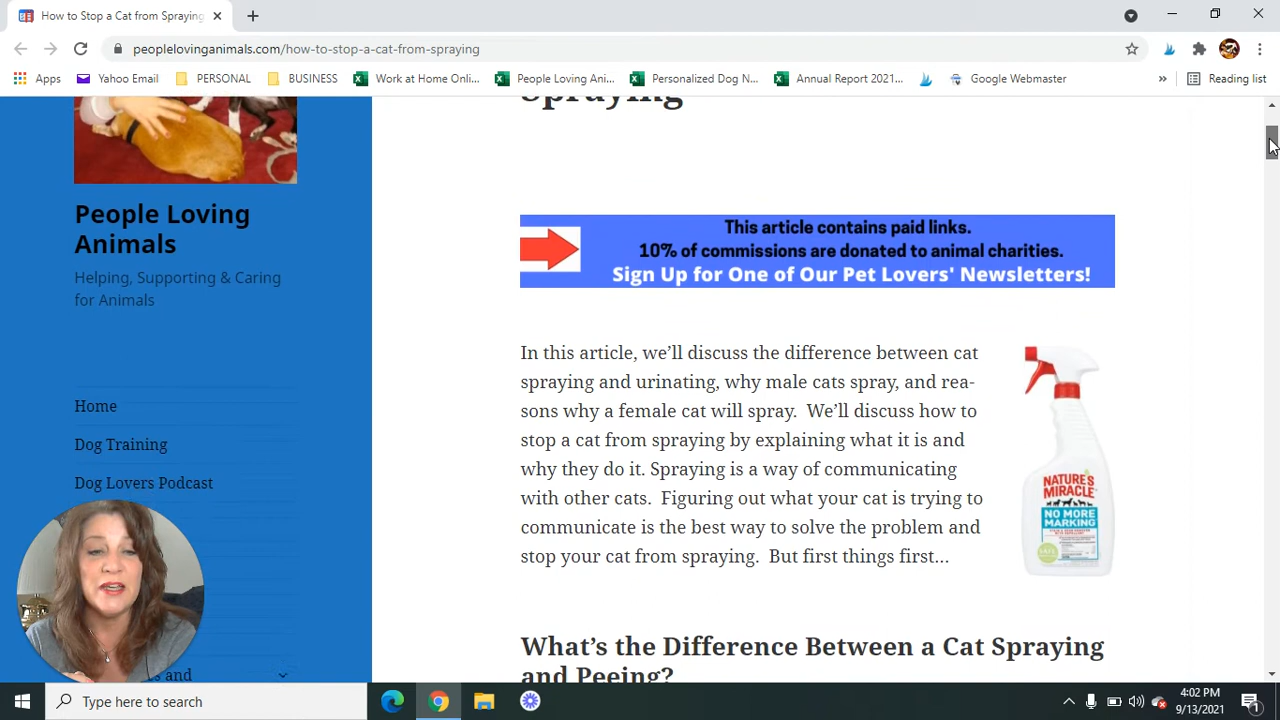 How to Stop a Cat from Spraying
peoplelovinganimals.com/how-to-stop-a-cat-from-spraying
Apps
Yahoo Email
PERSONAL
BUSINESS
Work at Home Onli...
People Loving Ani...
Personalized Dog N...
Annual Report 2021...
Google Webmaster
»
Reading list
Spraying
This article contains paid links.
10% of commissions are donated to animal charities.
Sign Up for One of Our Pet Lovers' Newsletters!
People Loving
Animals
Helping, Supporting & Caring
for Animals
Home
Dog Training
Dog Lovers Podcast
and
In this article, we'll discuss the difference between cat
spraying and urinating, why male cats spray, and rea-
sons why a female cat will spray. We'll discuss how to
stop a cat from spraying by explaining what it is and
why they do it. Spraying is a way of communicating
with other cats. Figuring out what your cat is trying to
communicate is the best way to solve the problem and
stop your cat from spraying. But first things first...
NATURE'S
MIRACLE
NO MORE
MARKING
What's the Difference Between a Cat Spraying
and Peeing?
Type here to search
4:02 PM
9/13/2021
1